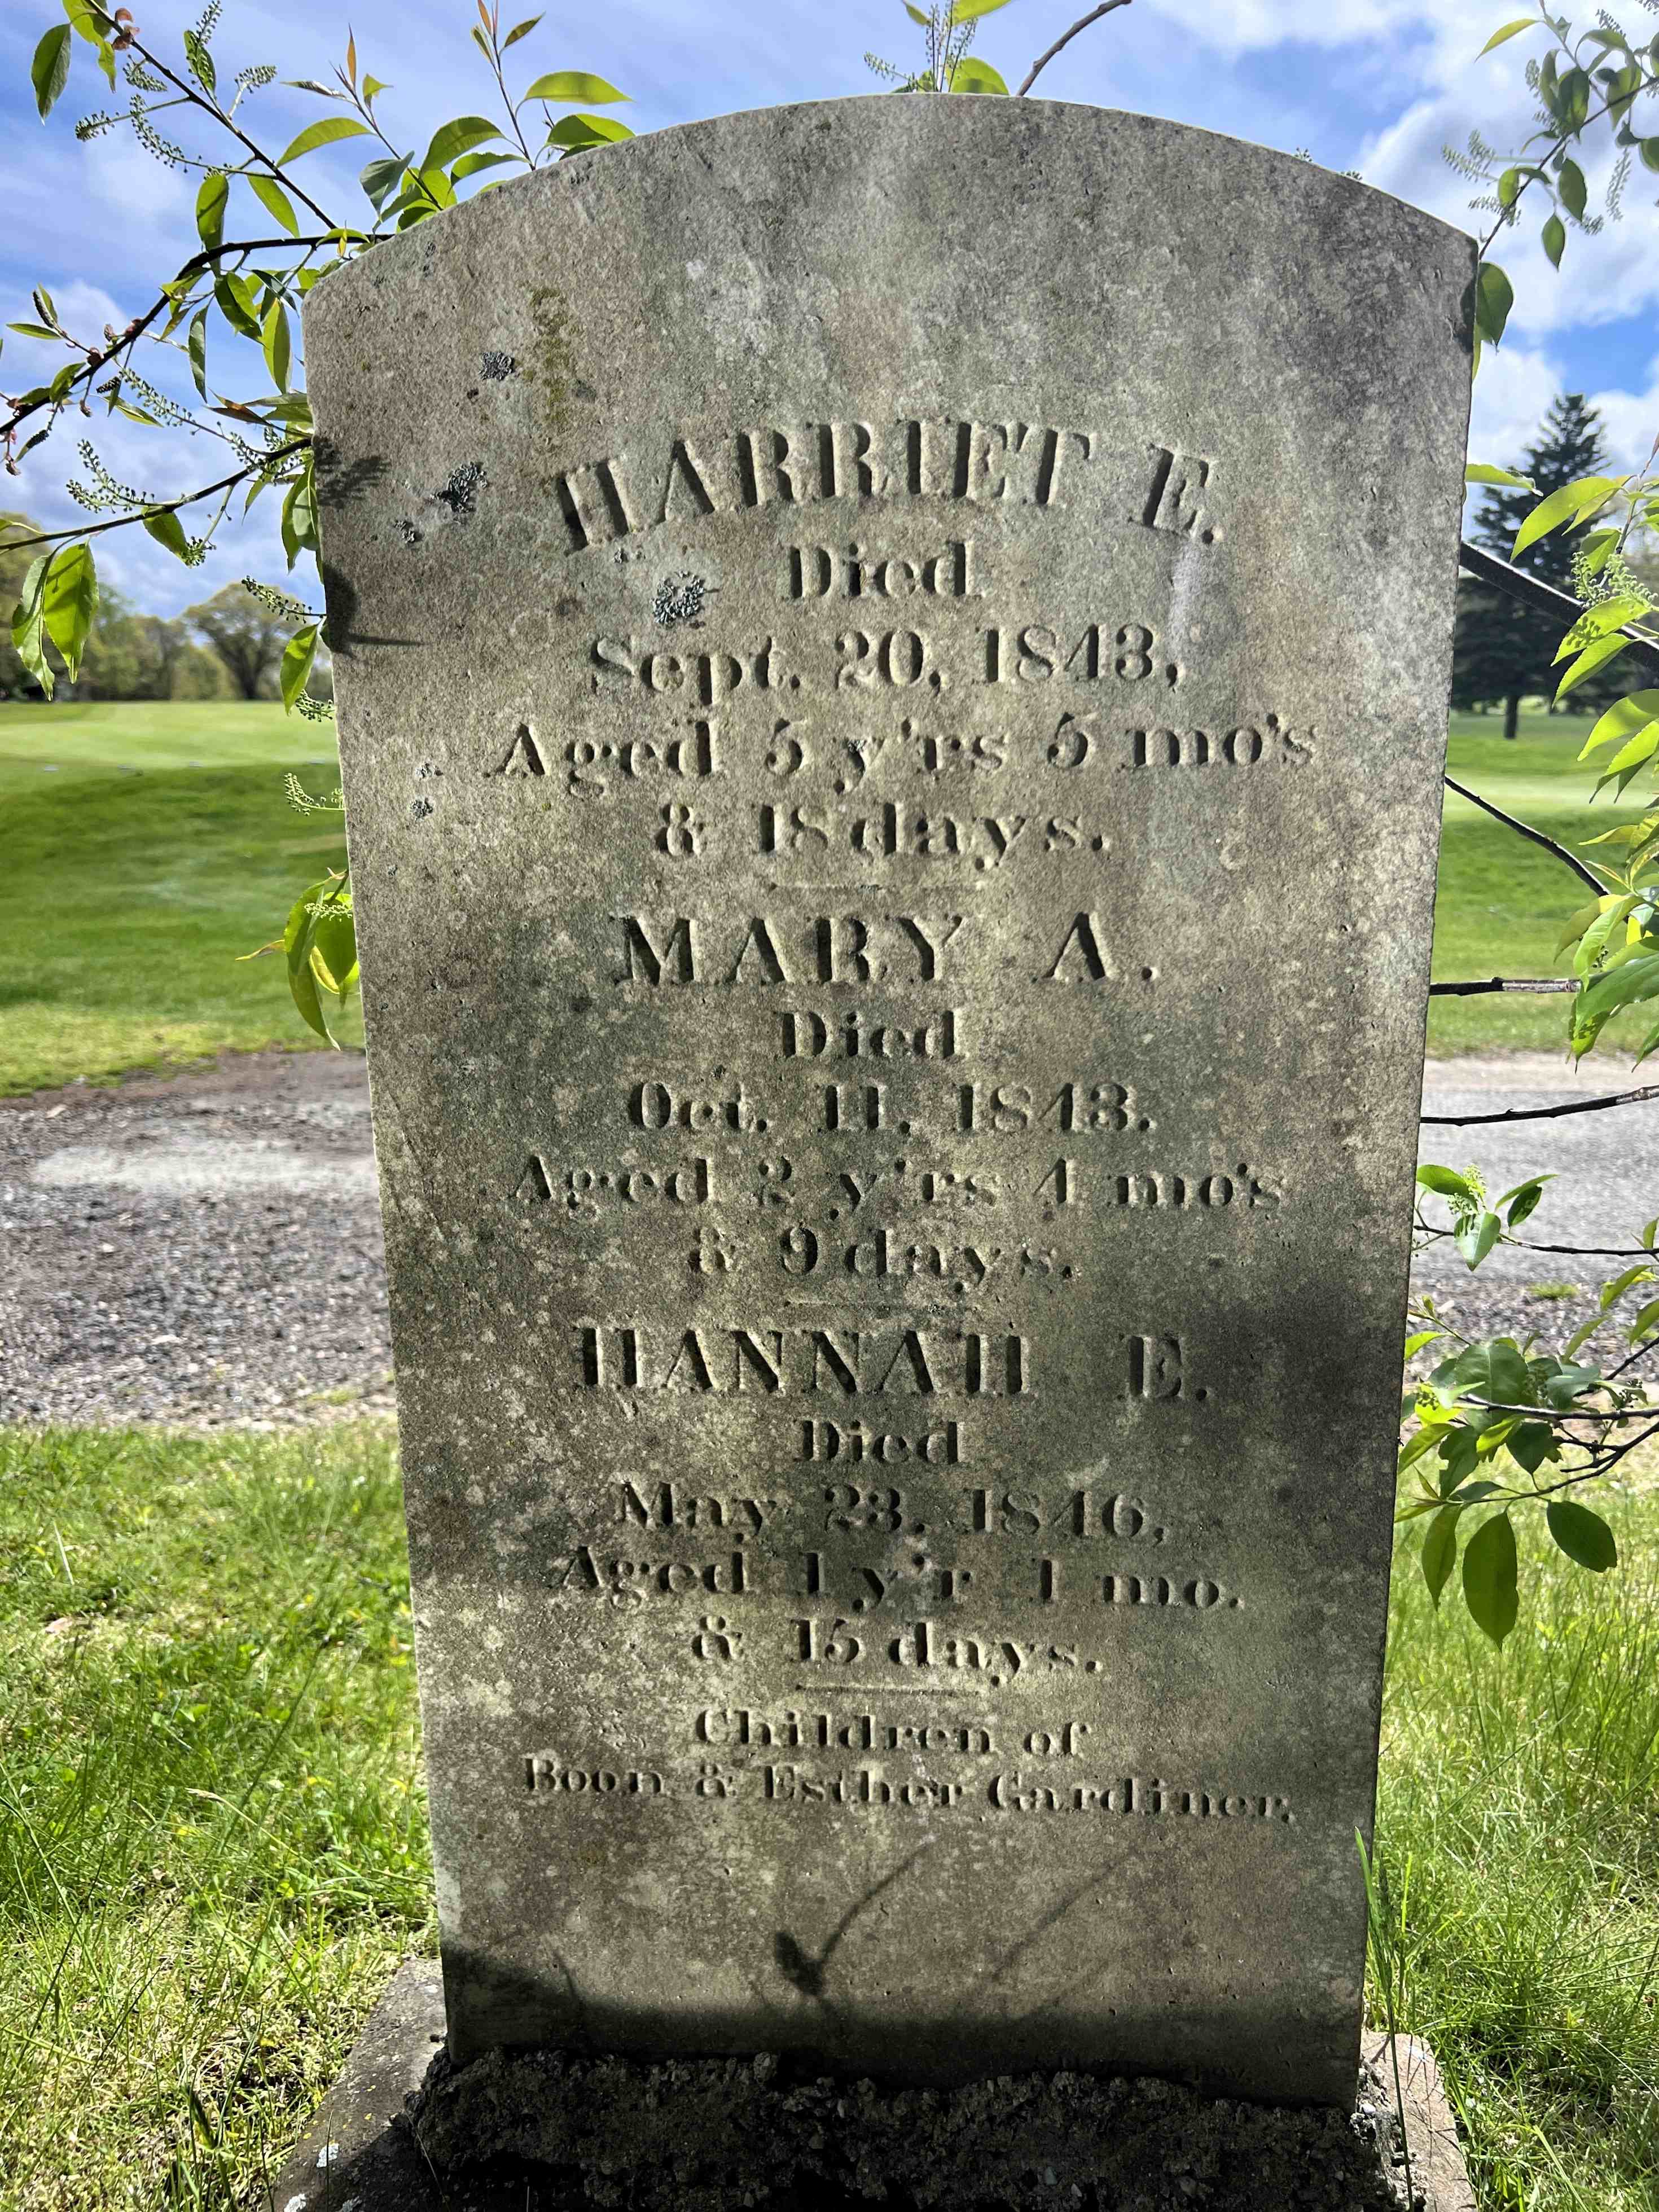 HARRIET E.
Died
Sept. 20, 1843,
Aged 5 y'rs 5 mo's
& 18 days.
MARY A.
Died
Oct. 11, 1843.
Aged 2 y'rs 4 mo's
& 9 days.
HANNAH E.
Died
May 23, 1846,
Aged 1 y'r 1 mo.
& 15 days.
Children of
Boon & Esther Gardiner,